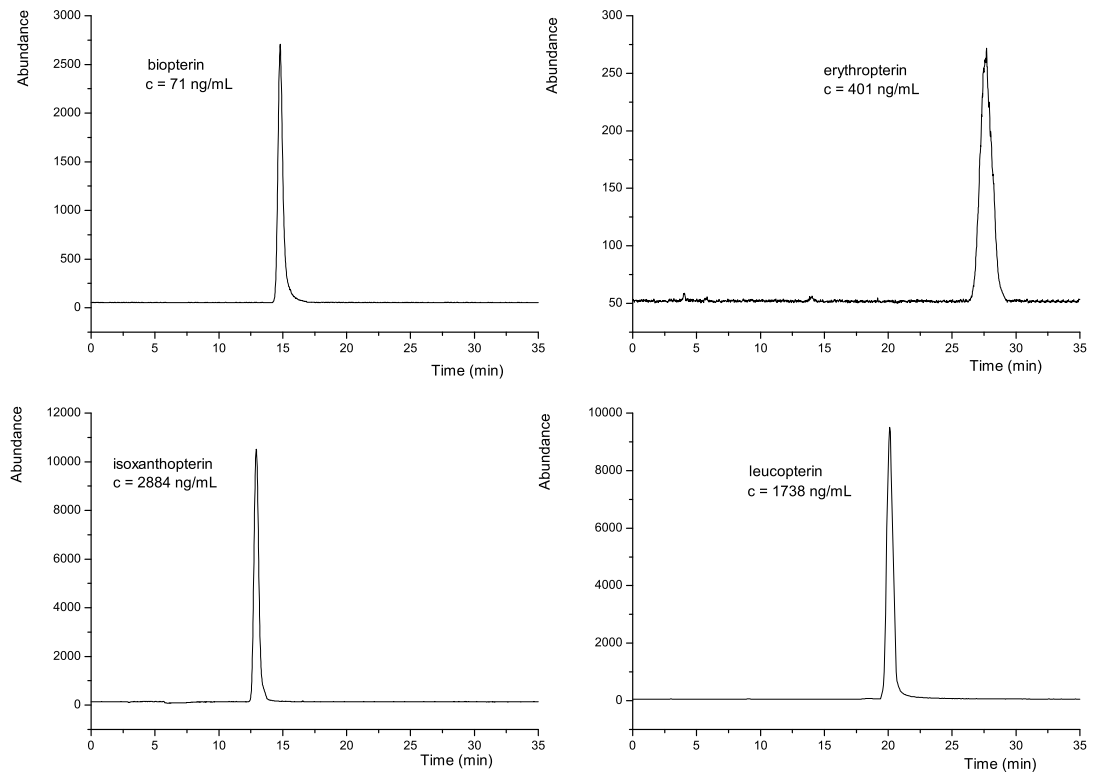 Abundance
3000
2500
2000
1500
1000
500
0
biopterin
c = 71 ng/mL
0 5 10 15 20 25 30 35
Time (min)
Abundance
300
250
200
150
100
50
erythropterin
c = 401 ng/mL
0 5 10 15 20 25 30 35
Time (min)
Abundance
12000
10000
8000
6000
4000
2000
0
isoxanthopterin
c = 2884 ng/mL
0 5 10 15 20 25 30 35
Time (min)
Abundance
10000
8000
6000
4000
2000
0
leucopterin
c = 1738 ng/mL
0 5 10 15 20 25 30 35
Time (min)